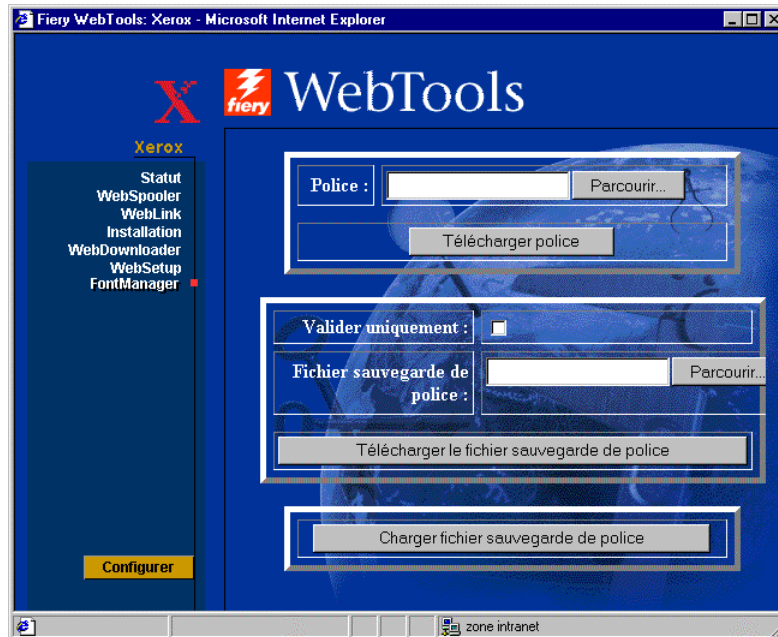 Fiery WebTools: Xerox - Microsoft Internet Explorer
X
fiery
WebTools
Xerox
Statut
WebSpooler
WebLink
Installation
WebDownloader
WebSetup
FontManager
Configurer
Police :
Parcourir...
Télécharger police
Valider uniquement :
Fichier sauvegarde de
police :
Parcourir...
Télécharger le fichier sauvegarde de police
Charger fichier sauvegarde de police
zone intranet